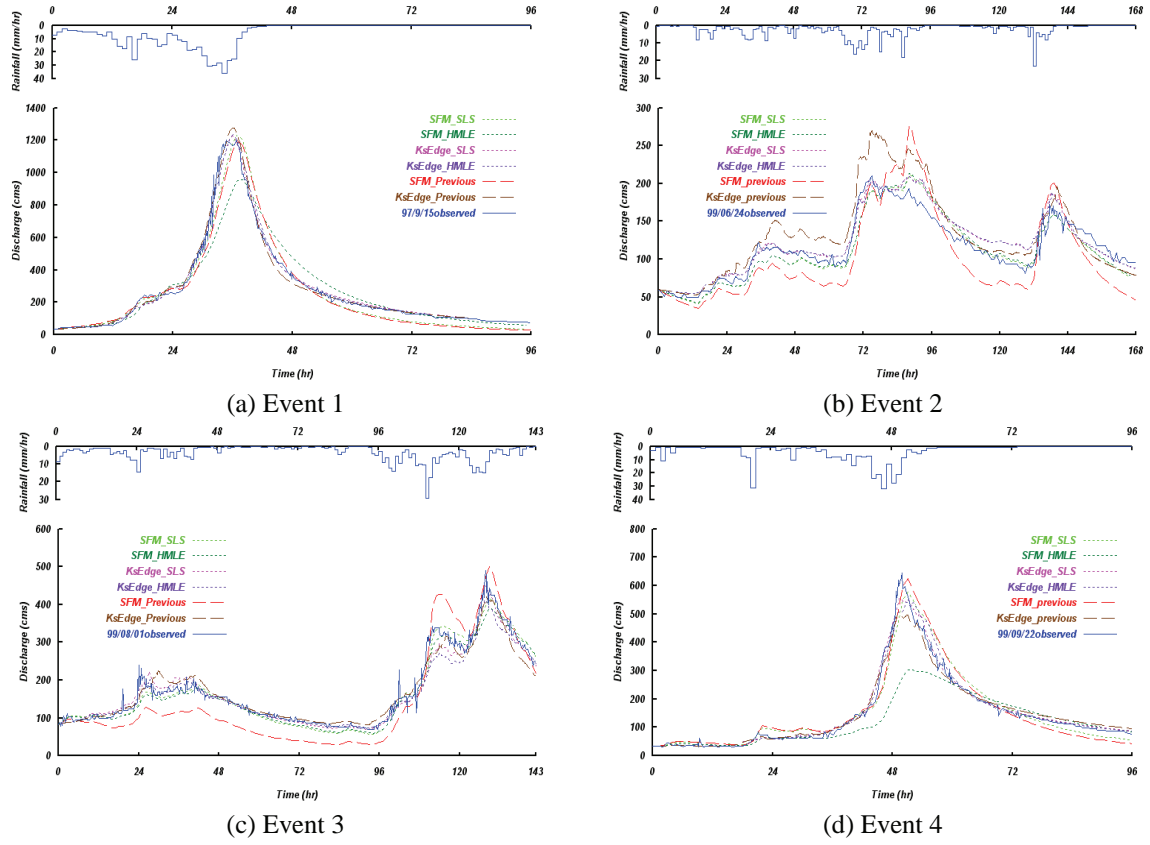 0 24 48 72 96
Rainfall (mm/hr)
0
10
20
30
40
1400
1200
1000
800
600
400
200
0
Discharge (cms)
SFM_SLS
SFM_HMLE
KsEdge_SLS
KsEdge_HMLE
SFM_Previous
KsEdge_Previous
97/9/15observed
0 24 48 72 96
Time (hr)
(a) Event 1
0 24 48 72 96 120 144 168
Rainfall (mm/hr)
0
10
20
30
40
300
250
200
150
100
50
0
Discharge (cms)
SFM_SLS
SFM_HMLE
KsEdge_SLS
KsEdge_HMLE
SFM_previous
KsEdge_previous
99/06/24observed
0 24 48 72 96 120 144 168
Time (hr)
(b) Event 2
0 24 48 72 96 120 143
Rainfall (mm/hr)
0
10
20
30
600
500
400
300
200
100
0
Discharge (cms)
SFM_SLS
SFM_HMLE
KsEdge_SLS
KsEdge_HMLE
SFM_Previous
KsEdge_Previous
99/08/01observed
0 24 48 72 96 120 143
Time (hr)
(c) Event 3
0 24 48 72 96
Rainfall (mm/hr)
0
10
20
30
40
800
700
600
500
400
300
200
100
0
Discharge (cms)
SFM_SLS
SFM_HMLE
KsEdge_SLS
KsEdge_HMLE
SFM_previous
KsEdge_previous
99/09/22observed
0 24 48 72 96
Time (hr)
(d) Event 4